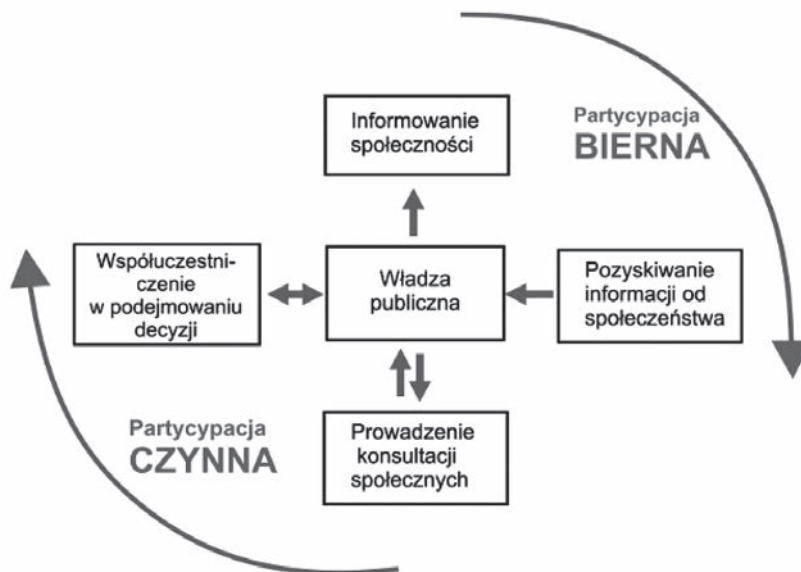 Informowanie
społeczności
Partycypacja
BIERNA
Współuczestni-
czenie
w podejmowaniu
decyzji
Władza
publiczna
Pozyskiwanie
informacji od
społeczeństwa
Partycypacja
CZYNNA
Prowadzenie
konsultacji
społecznych